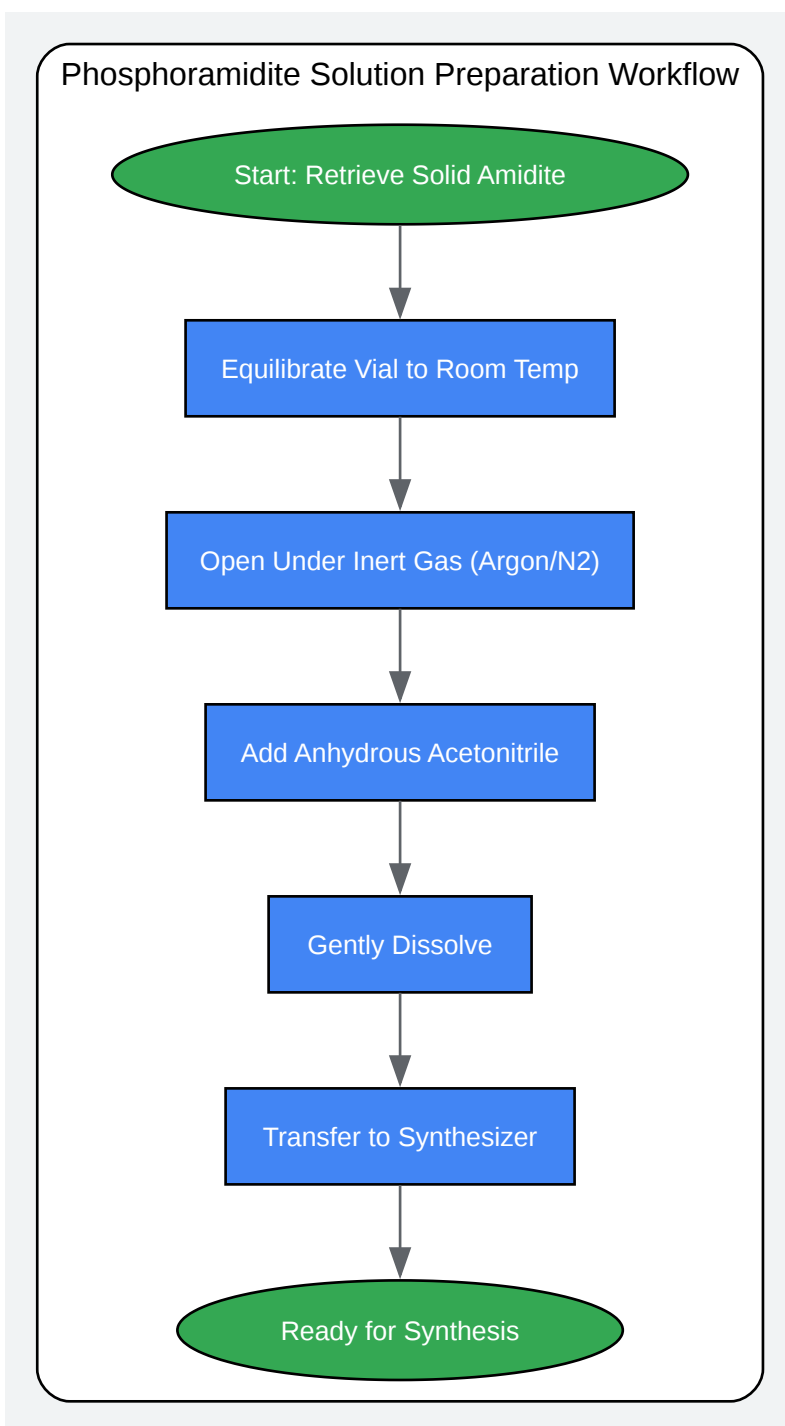 Phosphoramidite Solution Preparation Workflow
Start: Retrieve Solid Amidite
Equilibrate Vial to Room Temp
Open Under Inert Gas (Argon/N2)
Add Anhydrous Acetonitrile
Gently Dissolve
Transfer to Synthesizer
Ready for Synthesis